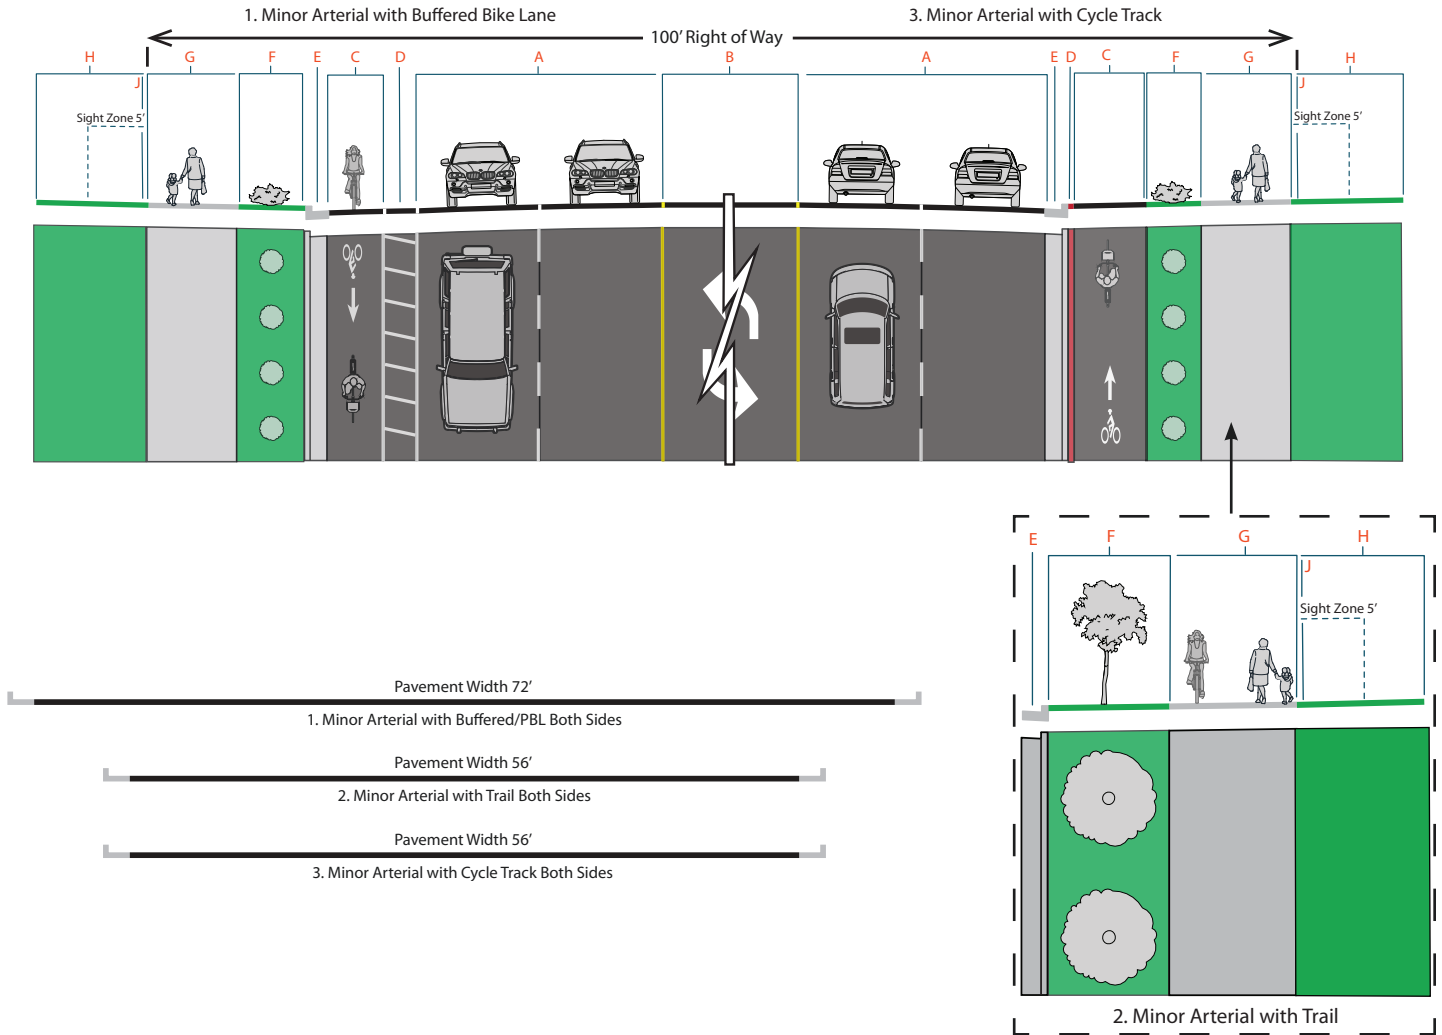 1. Minor Arterial with Buffered Bike Lane
3. Minor Arterial with Cycle Track
100’ Right of Way
H G F E C D A B A E D C F G H
J J
Sight Zone 5’
Sight Zone 5’
E F G H
J
Sight Zone 5’
Pavement Width 72’
1. Minor Arterial with Buffered/PBL Both Sides
Pavement Width 56’
2. Minor Arterial with Trail Both Sides
Pavement Width 56’
3. Minor Arterial with Cycle Track Both Sides
2. Minor Arterial with Trail